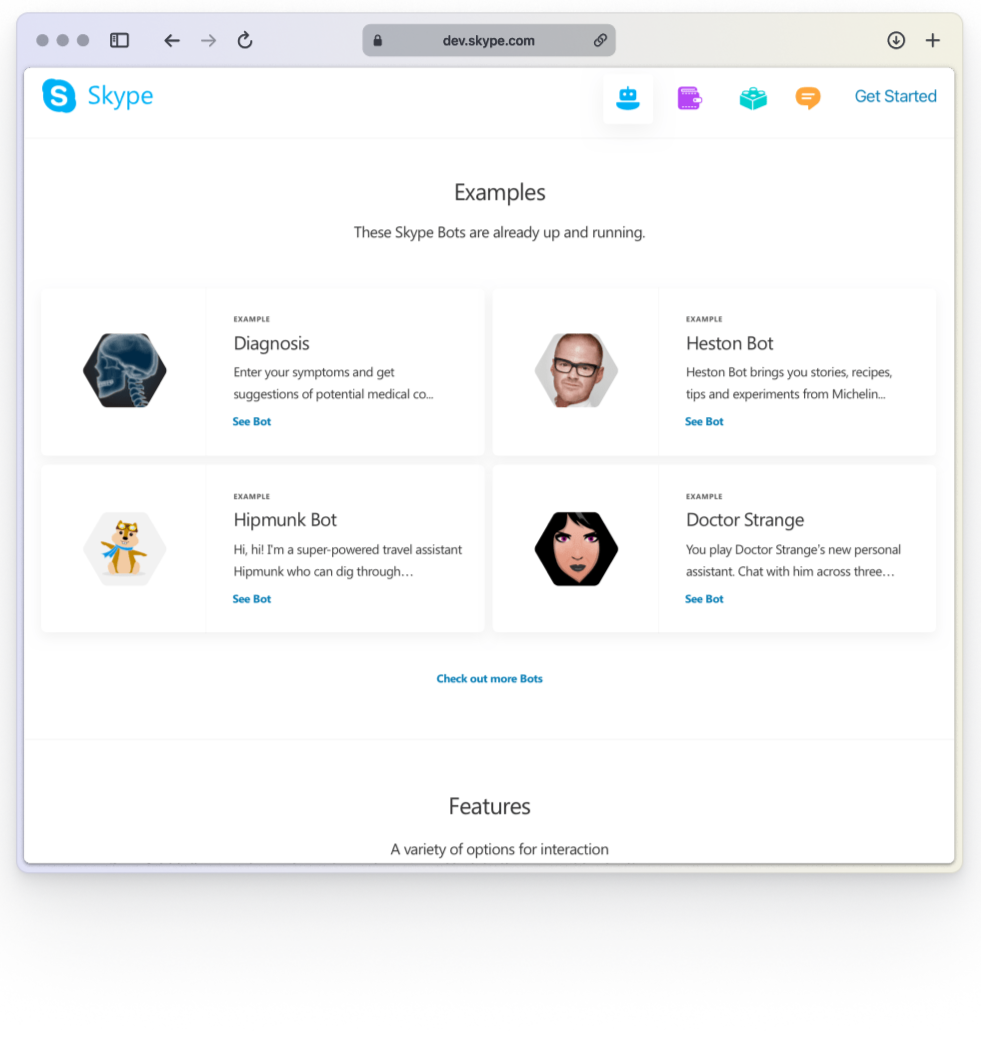 dev.skype.com
Skype
Get Started
Examples
These Skype Bots are already up and running.
EXAMPLE
Diagnosis
Enter your symptoms and get
suggestions of potential medical co...
See Bot
EXAMPLE
Heston Bot
Heston Bot brings you stories, recipes,
tips and experiments from Michelin...
See Bot
EXAMPLE
Hipmunk Bot
Hi, hi! I'm a super-powered travel assistant
Hipmunk who can dig through…
See Bot
EXAMPLE
Doctor Strange
You play Doctor Strange's new personal
assistant. Chat with him across three…
See Bot
Check out more Bots
Features
A variety of options for interaction